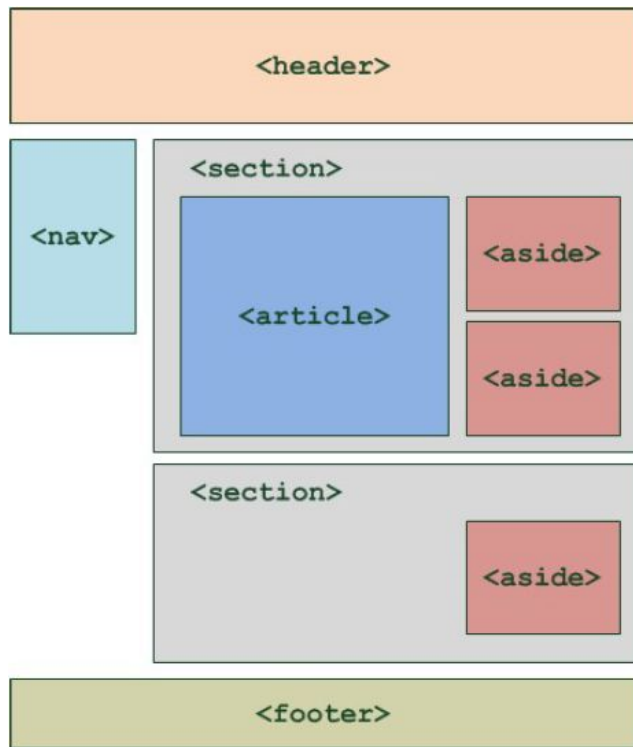 <header>
<nav>
<section>
<article>
<aside>
<aside>
<section>
<aside>
<footer>